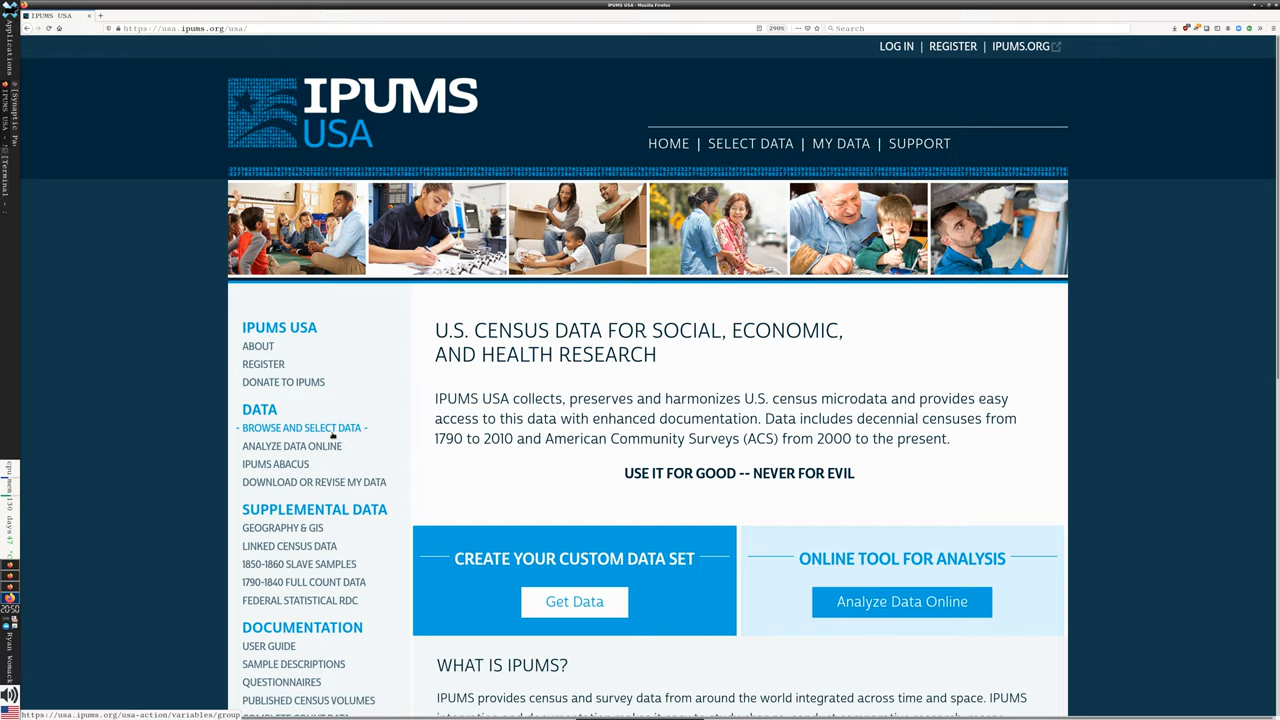 IPUMS USA - Mozilla Firefox
IPUMS USA
https://usa.ipums.org/usa/
290%
Search
Applications
LOG IN | REGISTER | IPUMS.ORG
IPUMS
USA
HOME | SELECT DATA | MY DATA | SUPPORT
IPUMS USA
ABOUT
REGISTER
DONATE TO IPUMS
DATA
- BROWSE AND SELECT DATA -
ANALYZE DATA ONLINE
IPUMS ABACUS
DOWNLOAD OR REVISE MY DATA
SUPPLEMENTAL DATA
GEOGRAPHY & GIS
LINKED CENSUS DATA
1850-1860 SLAVE SAMPLES
1790-1840 FULL COUNT DATA
FEDERAL STATISTICAL RDC
DOCUMENTATION
USER GUIDE
SAMPLE DESCRIPTIONS
QUESTIONNAIRES
PUBLISHED CENSUS VOLUMES
U.S. CENSUS DATA FOR SOCIAL, ECONOMIC,
AND HEALTH RESEARCH
IPUMS USA collects, preserves and harmonizes U.S. census microdata and provides easy
access to this data with enhanced documentation. Data includes decennial censuses from
1790 to 2010 and American Community Surveys (ACS) from 2000 to the present.
USE IT FOR GOOD -- NEVER FOR EVIL
CREATE YOUR CUSTOM DATA SET
Get Data
ONLINE TOOL FOR ANALYSIS
Analyze Data Online
WHAT IS IPUMS?
IPUMS provides census and survey data from around the world integrated across time and space. IPUMS
https://usa.ipums.org/usa-action/variables/group
20:50
Ryan Womack